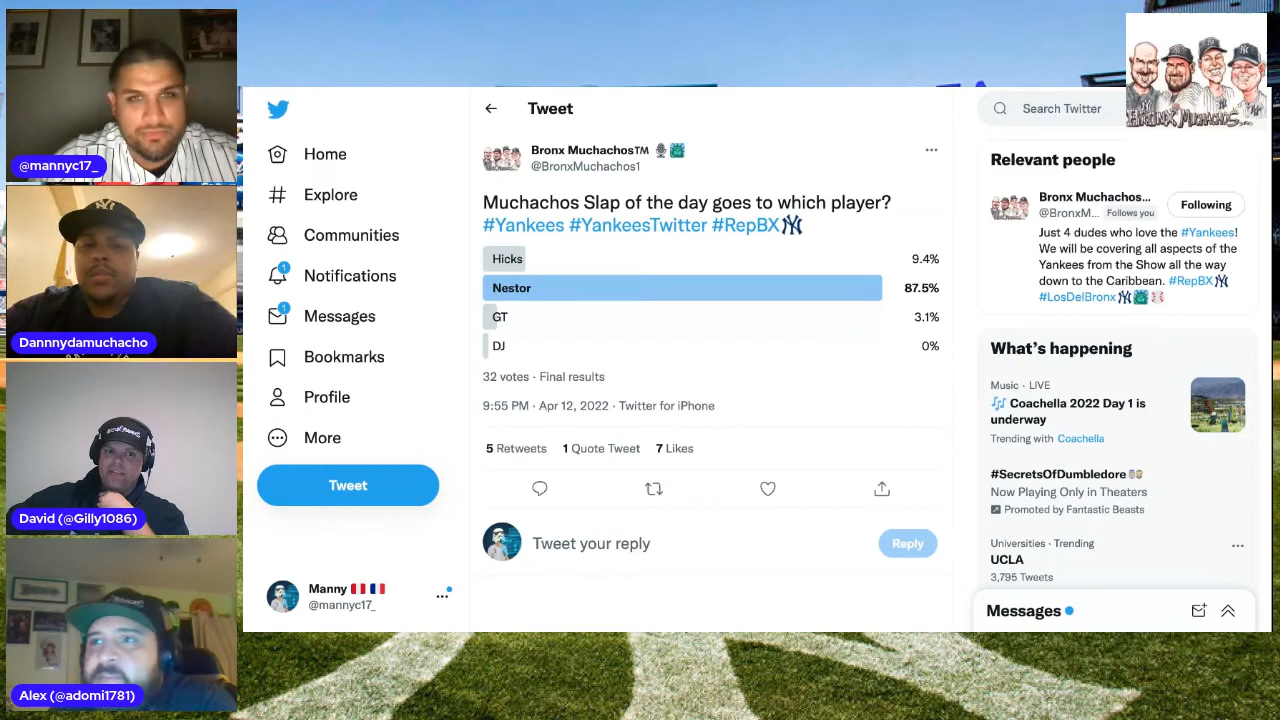 @mannyc17_
Dannnydamuchacho
David (@Gilly1086)
Alex (@adomi1781)
Home
Explore
Communities
1
Notifications
1
Messages
Bookmarks
Profile
More
Tweet
Manny 🇵🇪 🇫🇷
@mannyc17_
Tweet
Bronx Muchachos™ 🎙️
@BronxMuchachos1
Muchachos Slap of the day goes to which player?
#Yankees #YankeesTwitter #RepBX
Hicks 9.4%
Nestor 87.5%
GT 3.1%
DJ 0%
32 votes · Final results
9:55 PM · Apr 12, 2022 · Twitter for iPhone
5 Retweets 1 Quote Tweet 7 Likes
Tweet your reply
Reply
Search Twitter
Relevant people
Bronx Muchachos...
@BronxM... Follows you
Following
Just 4 dudes who love the #Yankees!
We will be covering all aspects of the
Yankees from the Show all the way
down to the Caribbean. #RepBX
#LosDelBronx
What’s happening
Music · LIVE
🎶 Coachella 2022 Day 1 is
underway
Trending with Coachella
#SecretsOfDumbledore
Now Playing Only in Theaters
Promoted by Fantastic Beasts
Universities · Trending
UCLA
3,795 Tweets
Messages